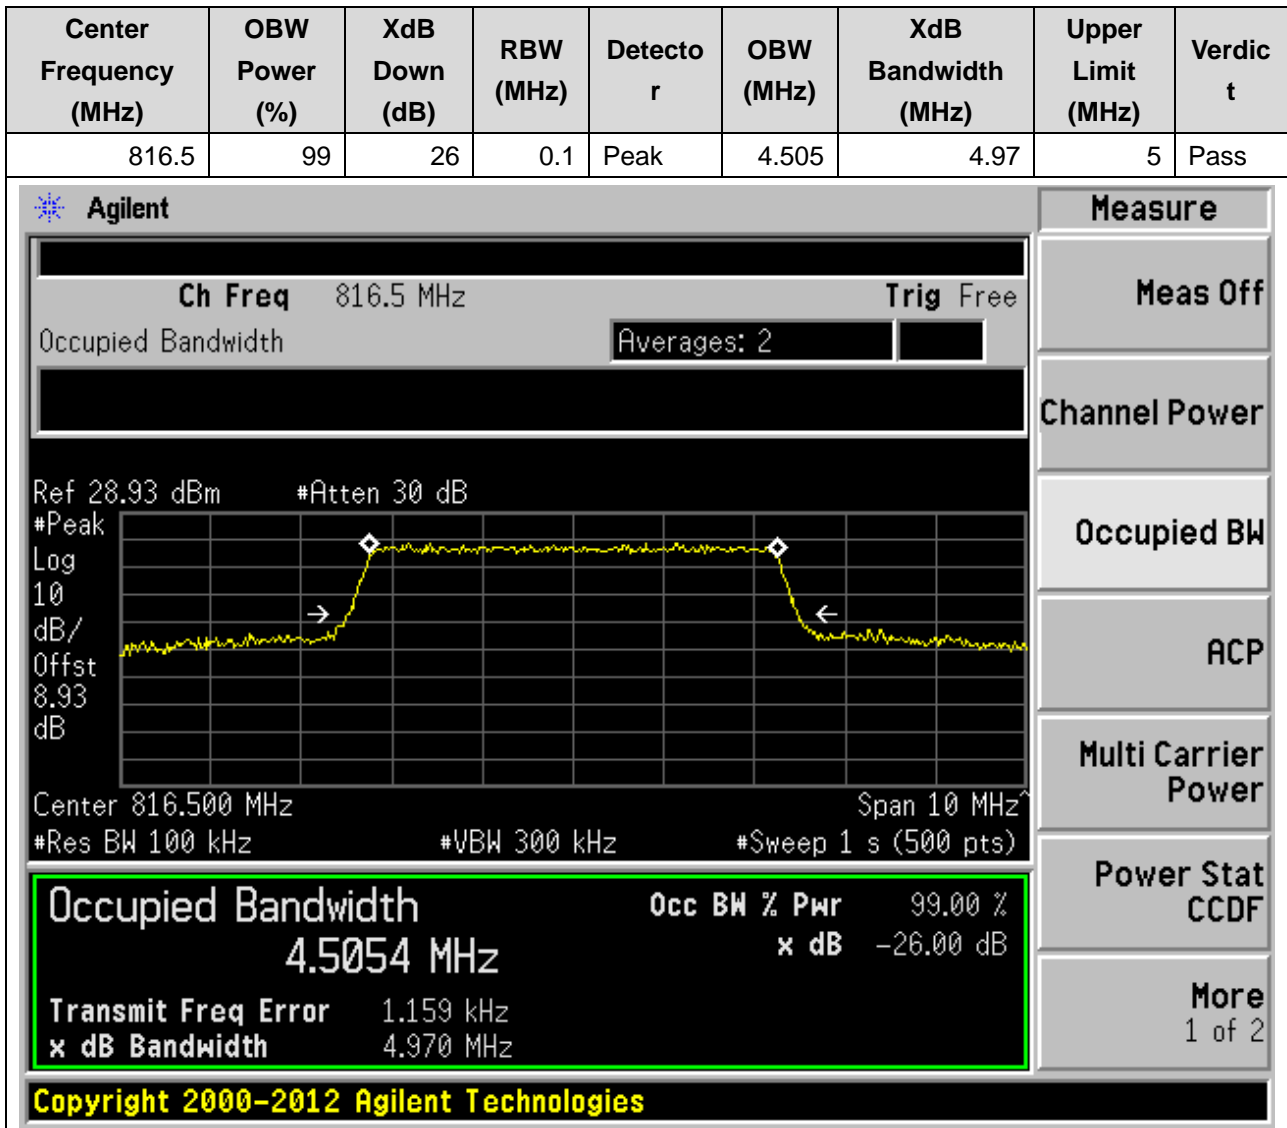 Center Frequency (MHz) OBW Power (%) XdB Down (dB) RBW (MHz) Detecto r OBW (MHz) XdB Bandwidth (MHz) Upper Limit (MHz) Verdic t
816.5 99 26 0.1 Peak 4.505 4.97 5 Pass
Agilent
Measure
Ch Freq 816.5 MHz Trig Free
Meas Off
Occupied Bandwidth Averages: 2
Channel Power
Ref 28.93 dBm #Atten 30 dB
#Peak
Log
10
dB/
Offst
8.93
dB
Occupied BW
ACP
Multi Carrier
Power
Center 816.500 MHz Span 10 MHz^
#Res BW 100 kHz #VBW 300 kHz #Sweep 1 s (500 pts)
Power Stat
CCDF
Occupied Bandwidth Occ BW % Pwr 99.00 %
4.5054 MHz x dB -26.00 dB
Transmit Freq Error 1.159 kHz
x dB Bandwidth 4.970 MHz
More
1 of 2
Copyright 2000-2012 Agilent Technologies